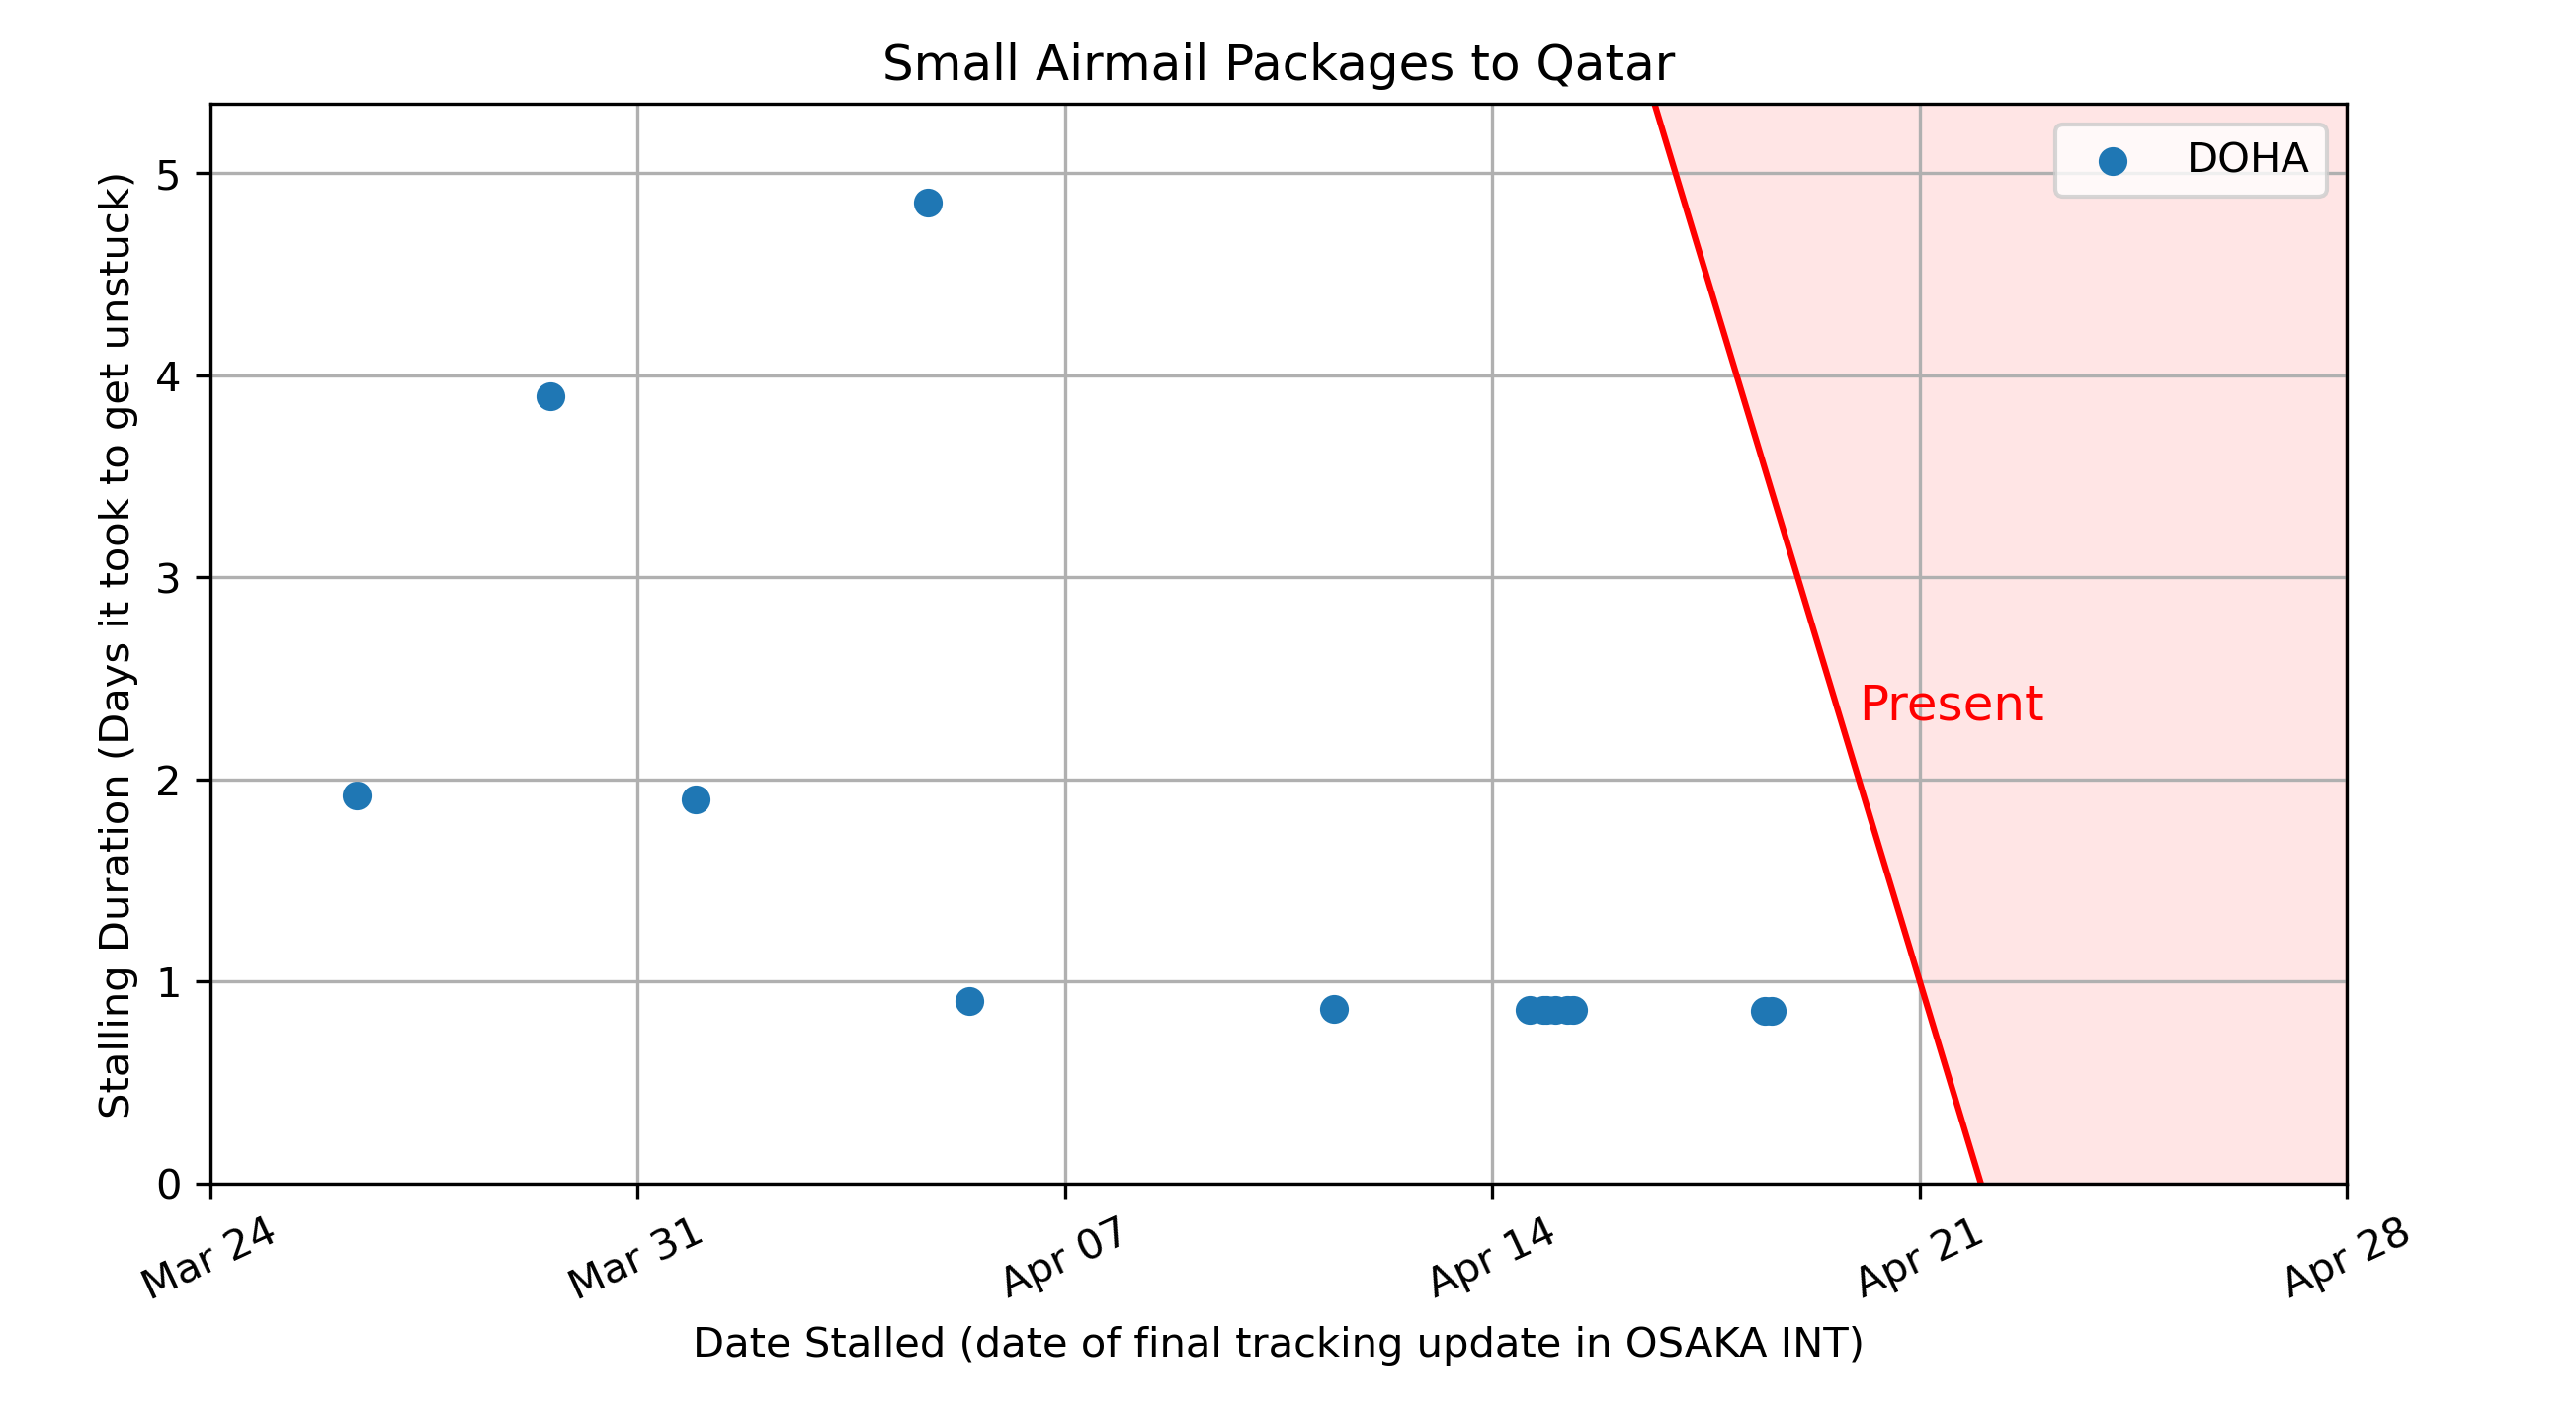 Small Airmail Packages to Qatar
DOHA
Stalling Duration (Days it took to get unstuck)
5
4
3
2
1
0
Present
Mar 24
Mar 31
Apr 07
Apr 14
Apr 21
Apr 28
Date Stalled (date of final tracking update in OSAKA INT)